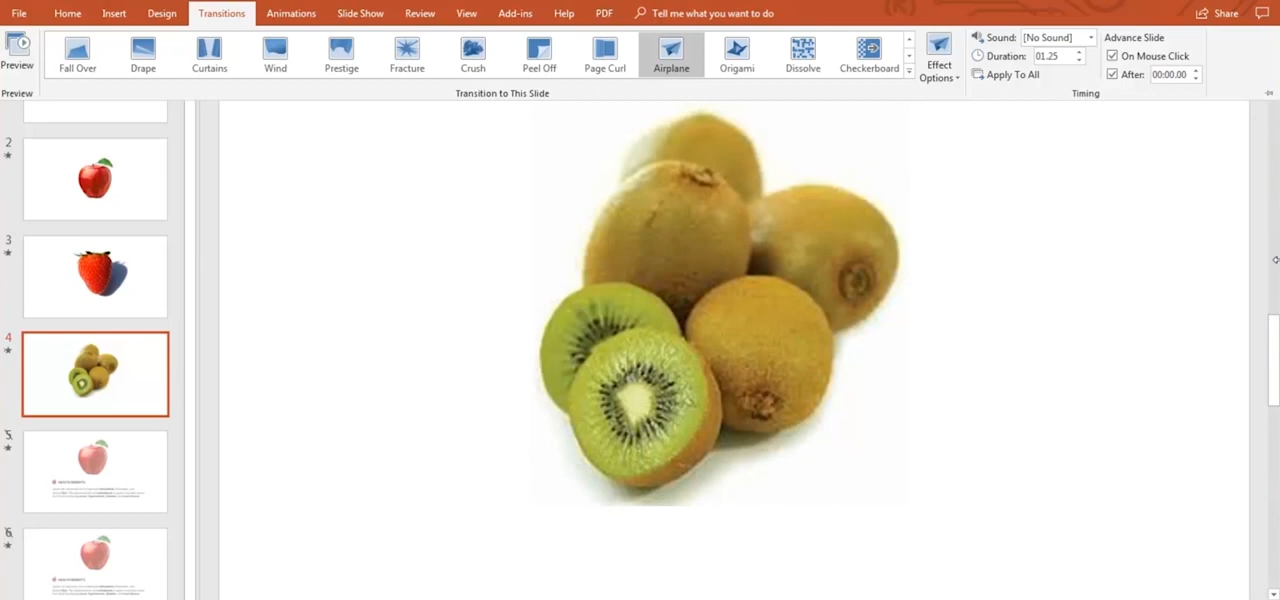 File Home Insert Design Transitions Animations Slide Show Review View Add-ins Help PDF Tell me what you want to do Share
Preview Fall Over Drape Curtains Wind Prestige Fracture Crush Peel Off Page Curl Airplane Origami Dissolve Checkerboard Effect Options
Sound: [No Sound] Advance Slide
Duration: 01.25 On Mouse Click
Apply To All After: 00:00.00
Preview Transition to This Slide Timing
2
3
4
5
6